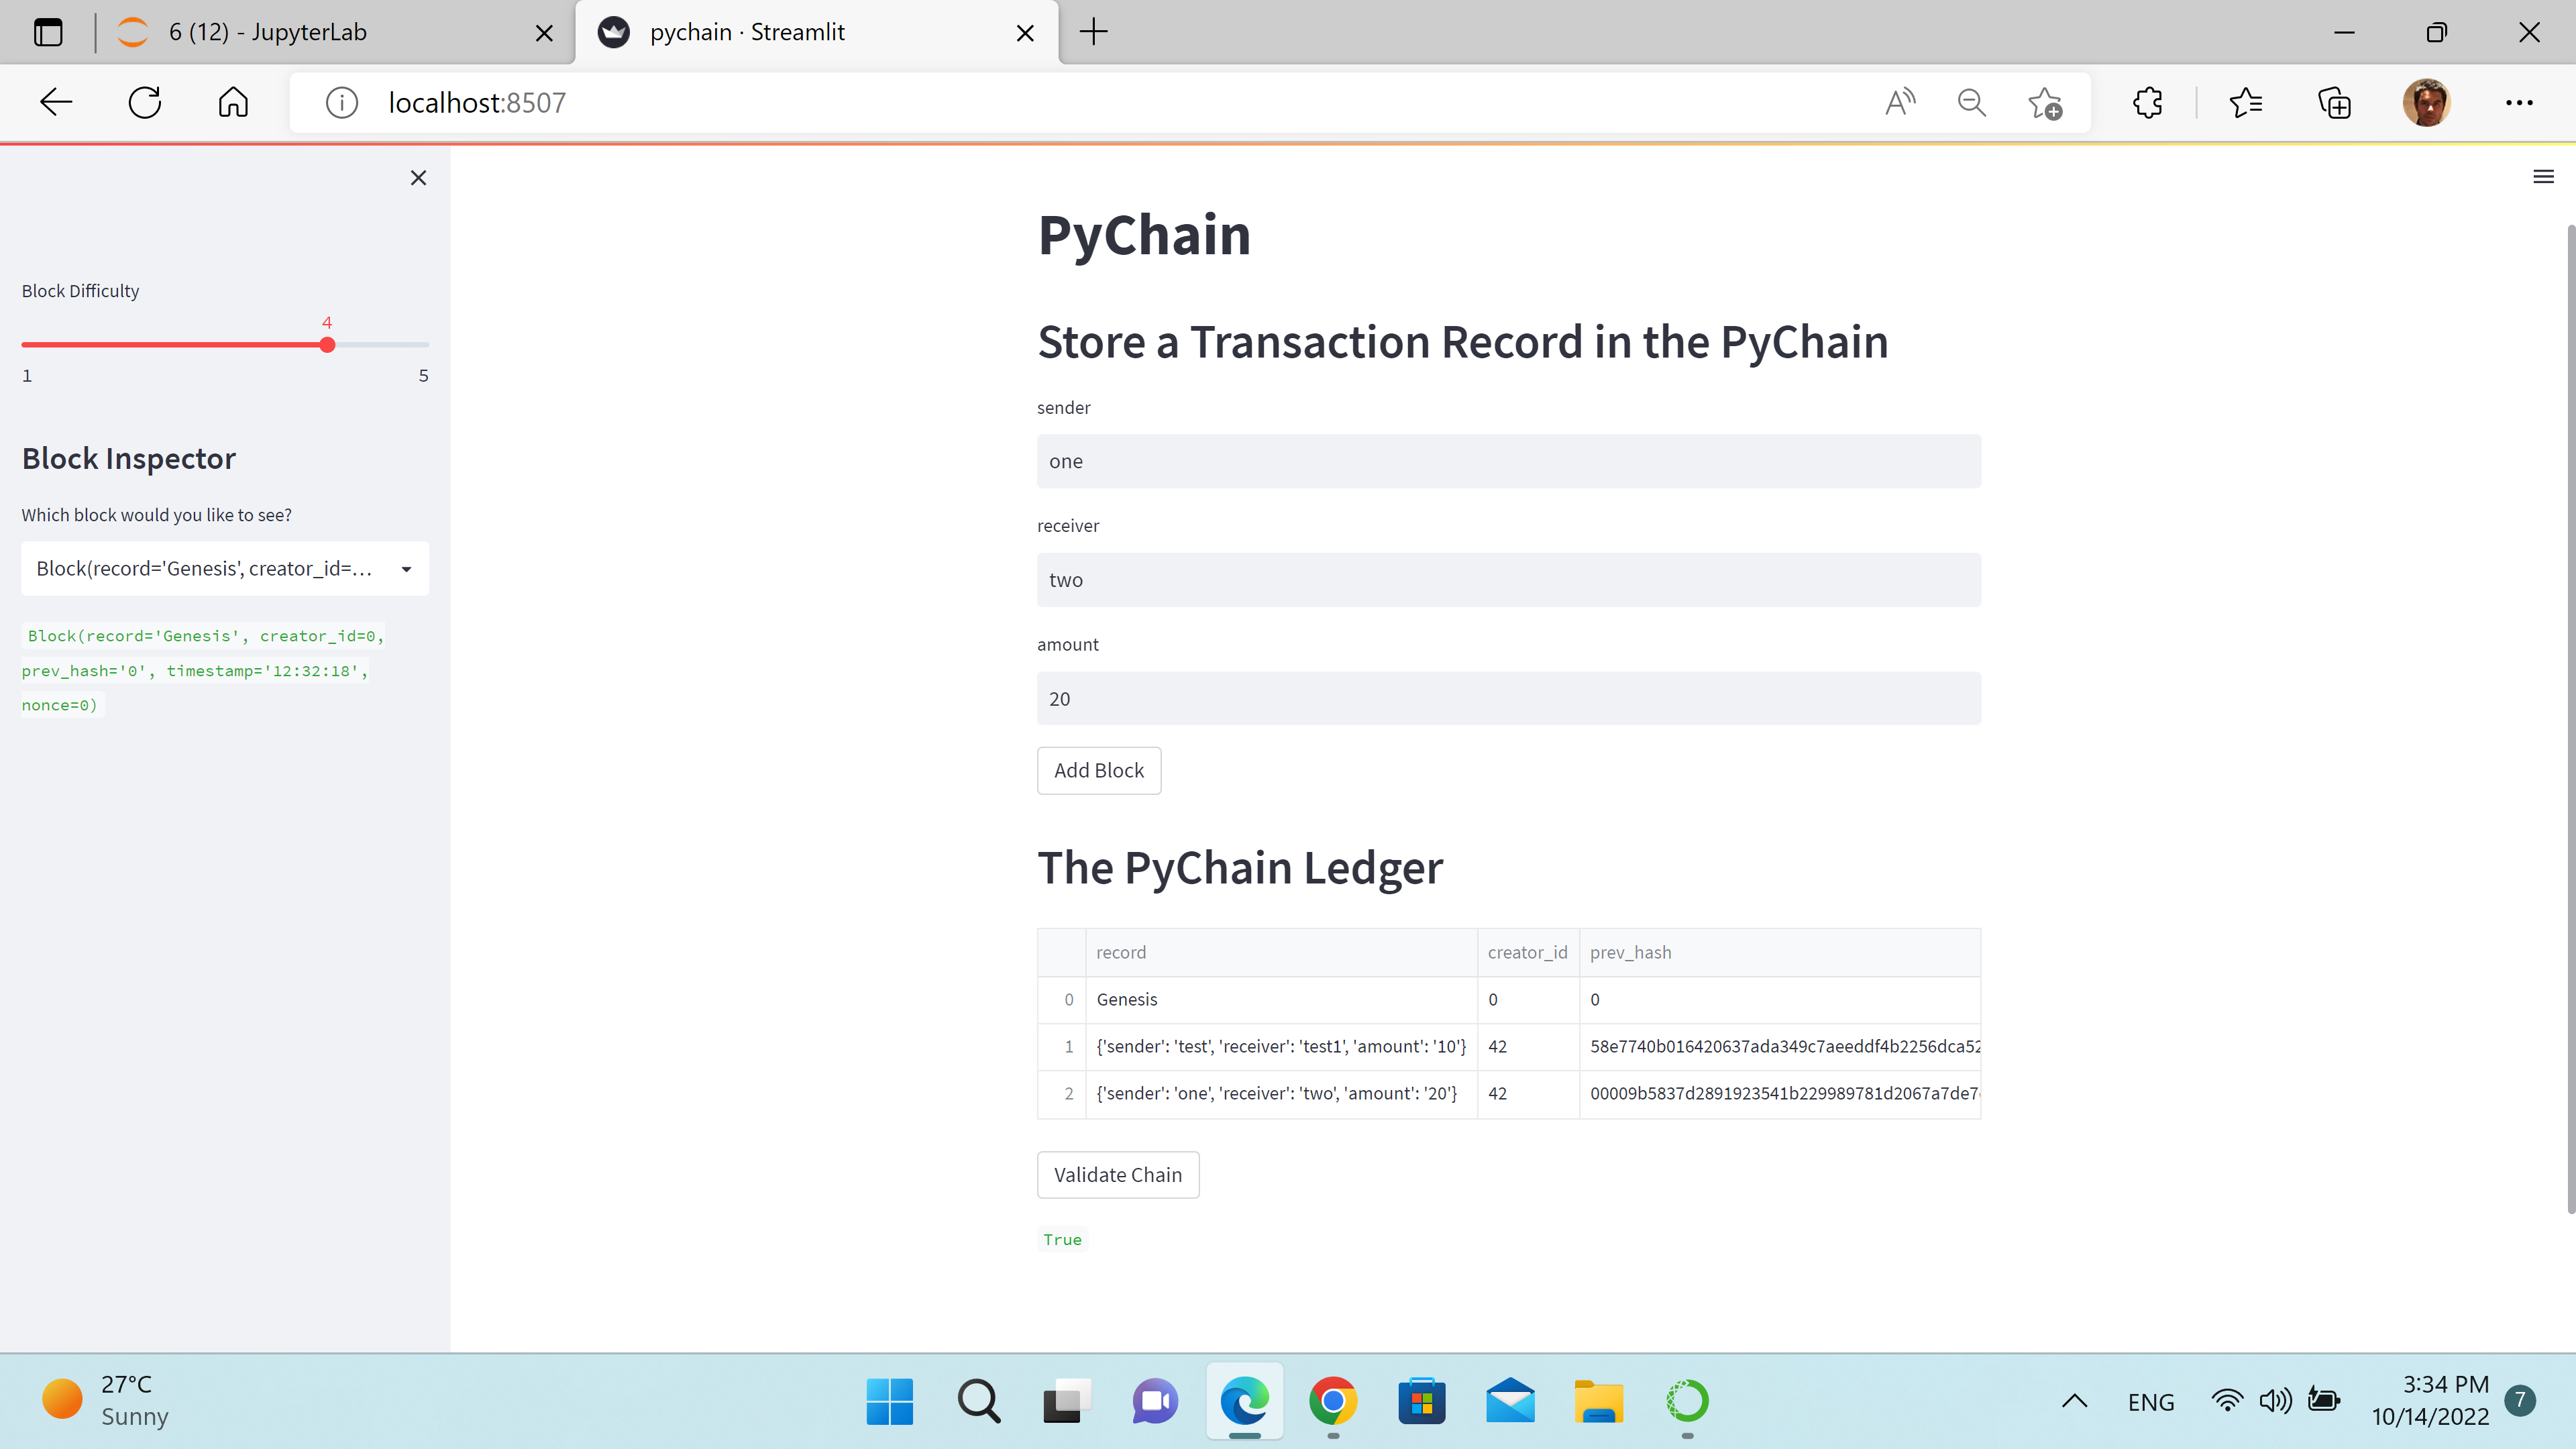 6 (12) - JupyterLab
pychain · Streamlit
localhost:8507
Block Difficulty
4
1 5
Block Inspector
Which block would you like to see?
Block(record='Genesis', creator_id=...
Block(record='Genesis', creator_id=0,
prev_hash='0', timestamp='12:32:18',
nonce=0)
PyChain
Store a Transaction Record in the PyChain
sender
one
receiver
two
amount
20
Add Block
The PyChain Ledger
record creator_id prev_hash
0 Genesis 0 0
1 {'sender': 'test', 'receiver': 'test1', 'amount': '10'} 42 58e7740b016420637ada349c7aeeddf4b2256dca52
2 {'sender': 'one', 'receiver': 'two', 'amount': '20'} 42 00009b5837d2891923541b229989781d2067a7de7
Validate Chain
True
27°C
Sunny
ENG
3:34 PM
10/14/2022
7